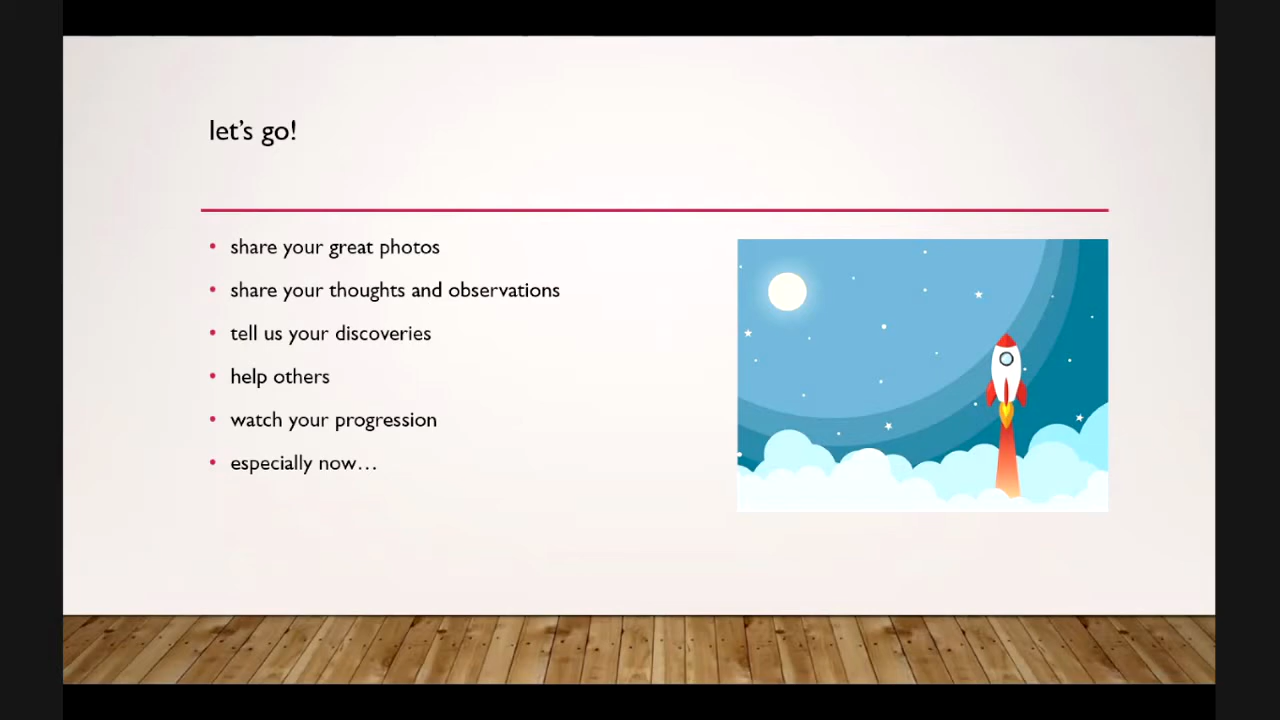 let’s go!
• share your great photos
• share your thoughts and observations
• tell us your discoveries
• help others
• watch your progression
• especially now…